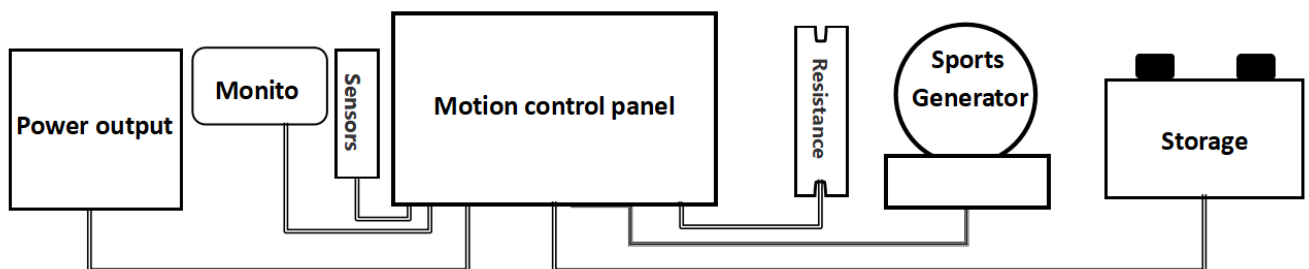 Power output
Monito
Sensors
Motion control panel
Resistance
Sports
Generator
Storage